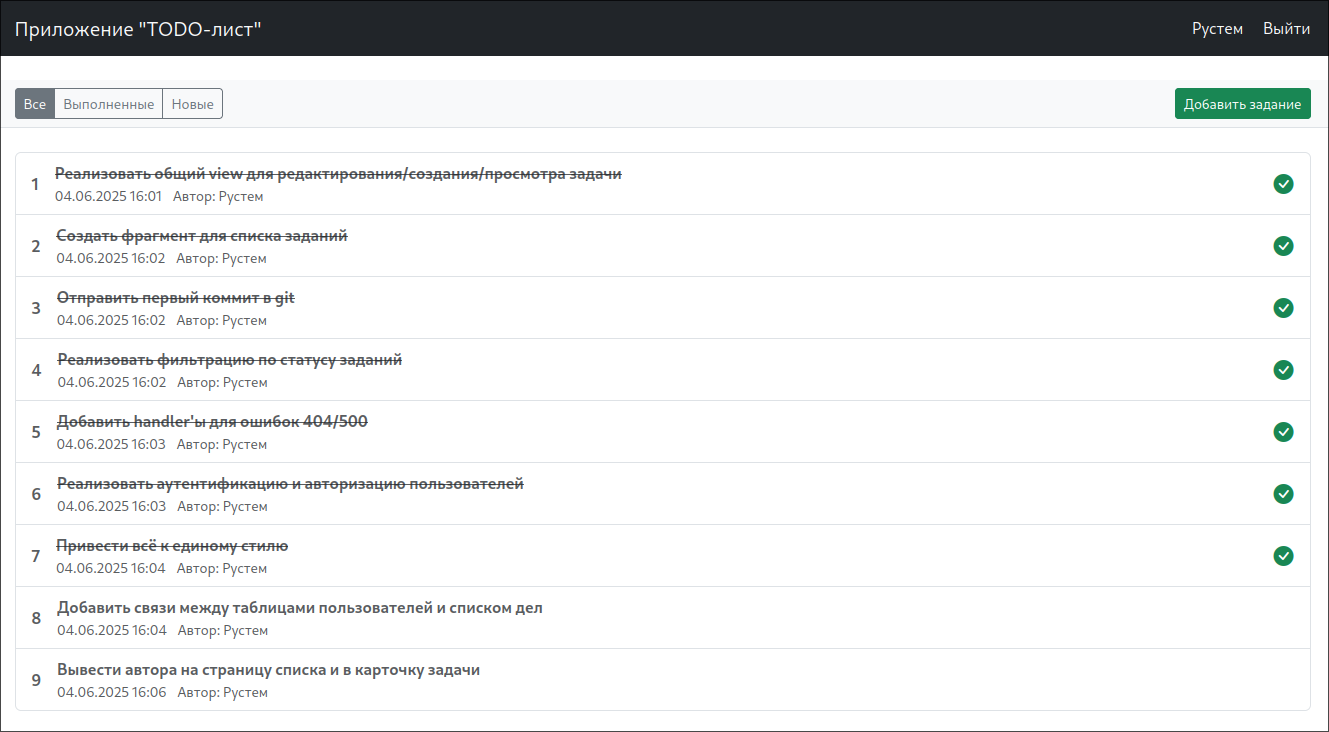 Приложение "TODO-лист" Рустем Выйти
Все Выполненные Новые Добавить задание
1 Реализовать общий view для редактирования/создания/просмотра задачи
04.06.2025 16:01 Автор: Рустем
2 Создать фрагмент для списка заданий
04.06.2025 16:02 Автор: Рустем
3 Отправить первый коммит в git
04.06.2025 16:02 Автор: Рустем
4 Реализовать фильтрацию по статусу заданий
04.06.2025 16:02 Автор: Рустем
5 Добавить handler'ы для ошибок 404/500
04.06.2025 16:03 Автор: Рустем
6 Реализовать аутентификацию и авторизацию пользователей
04.06.2025 16:03 Автор: Рустем
7 Привести всё к единому стилю
04.06.2025 16:04 Автор: Рустем
8 Добавить связи между таблицами пользователей и списком дел
04.06.2025 16:04 Автор: Рустем
9 Вывести автора на страницу списка и в карточку задачи
04.06.2025 16:06 Автор: Рустем